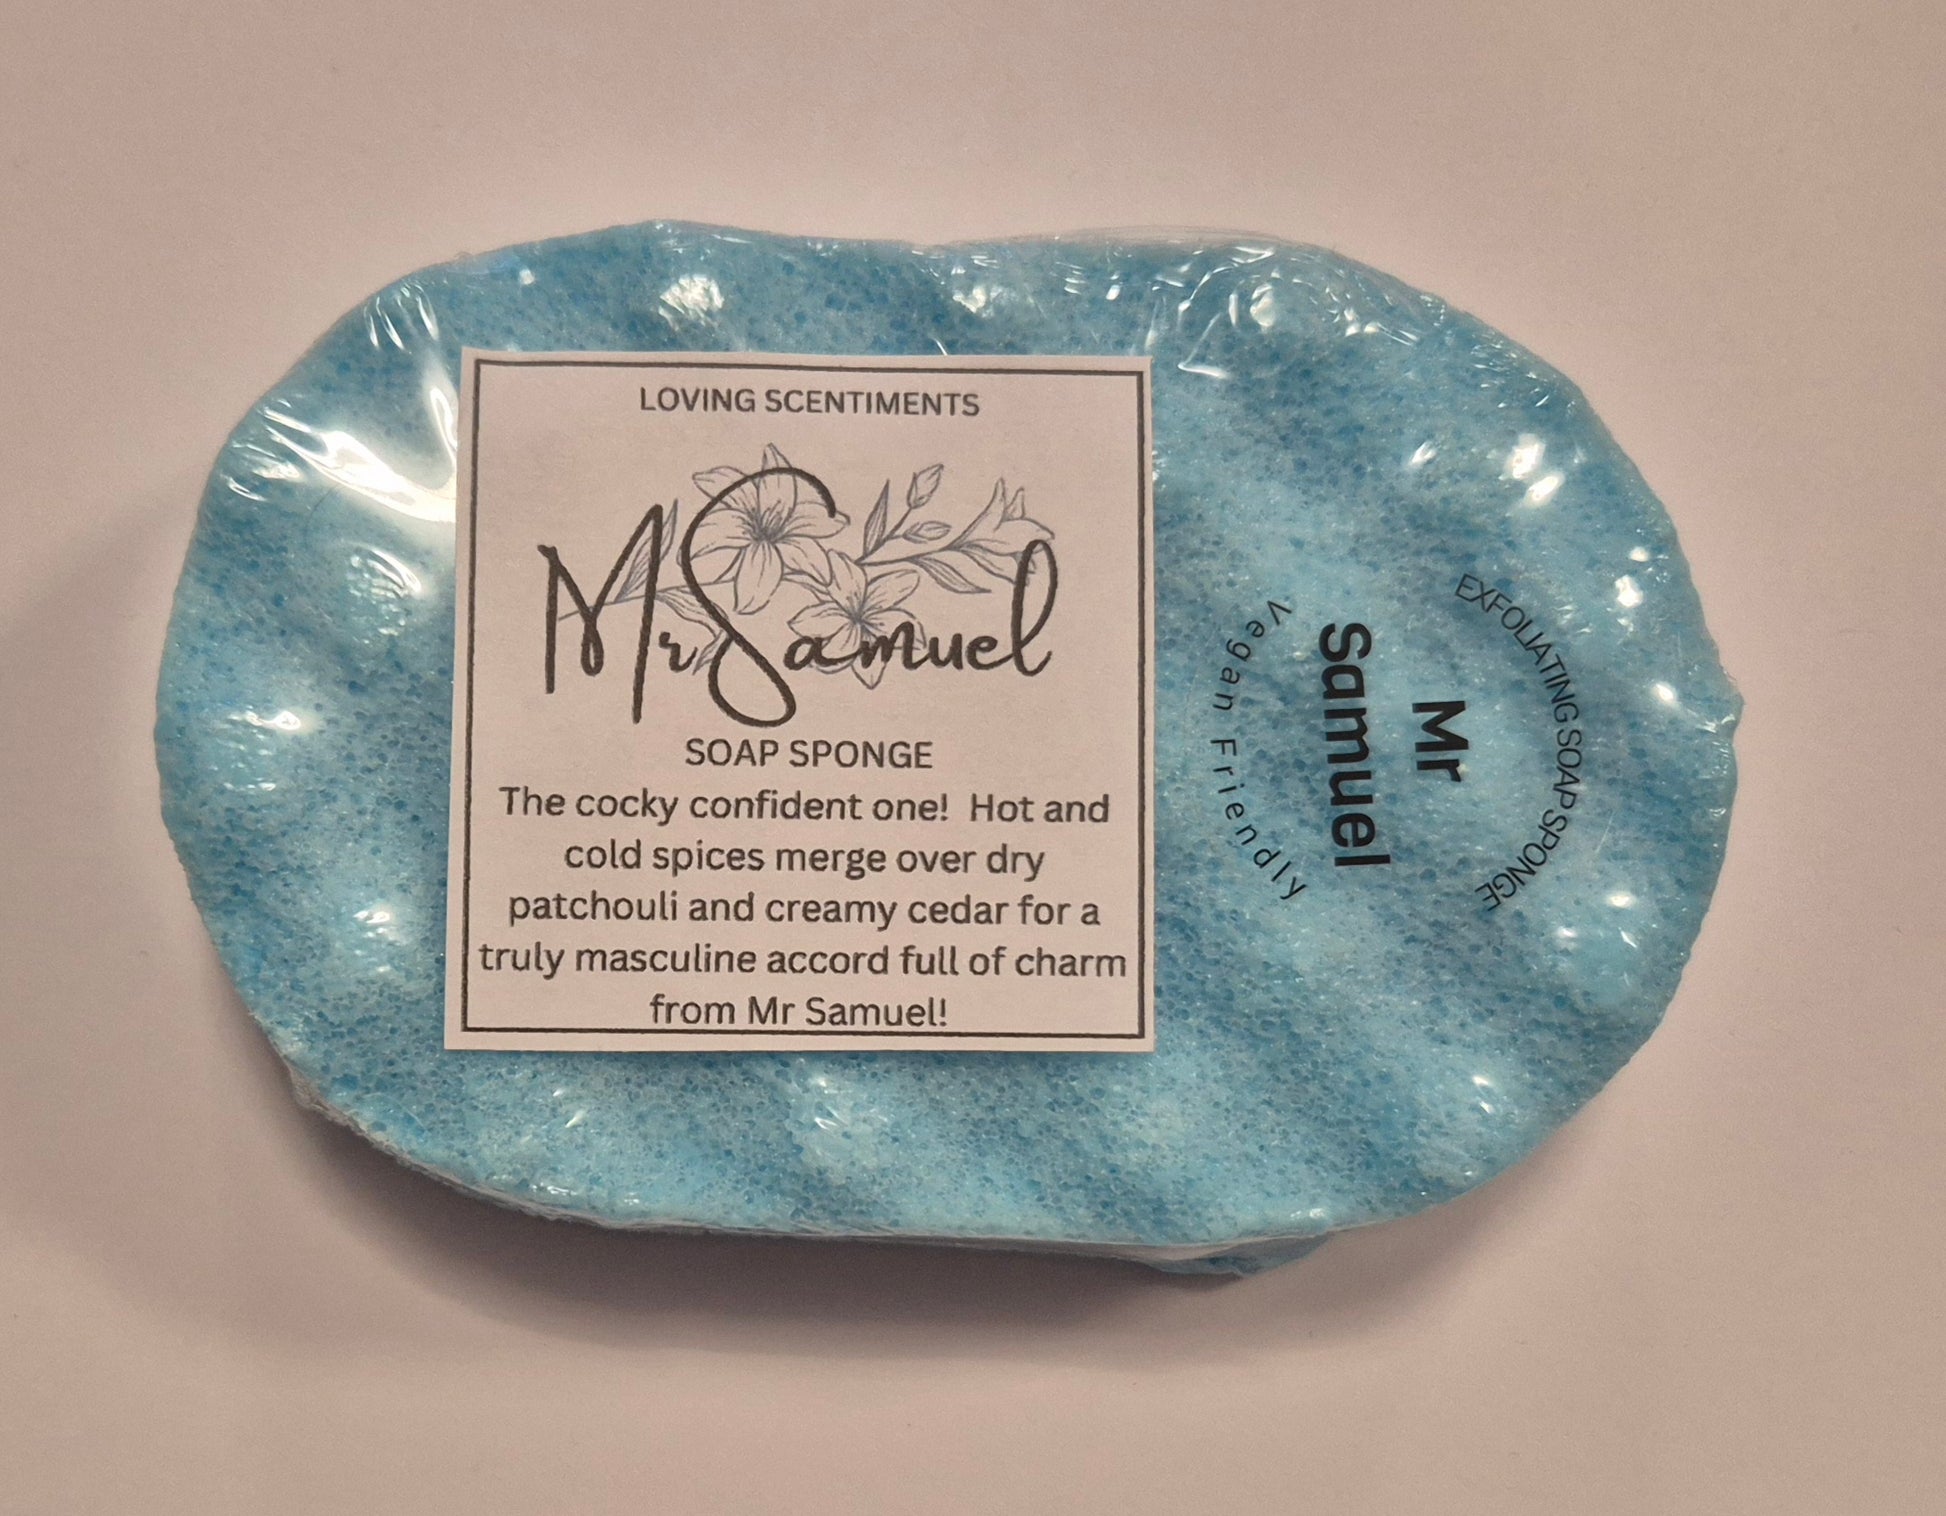 LOVING SCENTIMENTS
Mr Samuel
SOAP SPONGE
The cocky confident one!  Hot and
cold spices merge over dry
patchouli and creamy cedar for a
truly masculine accord full of charm
from Mr Samuel!
EXFOLIATING SOAP SPONGE
Mr
Samuel
Vegan Friendly